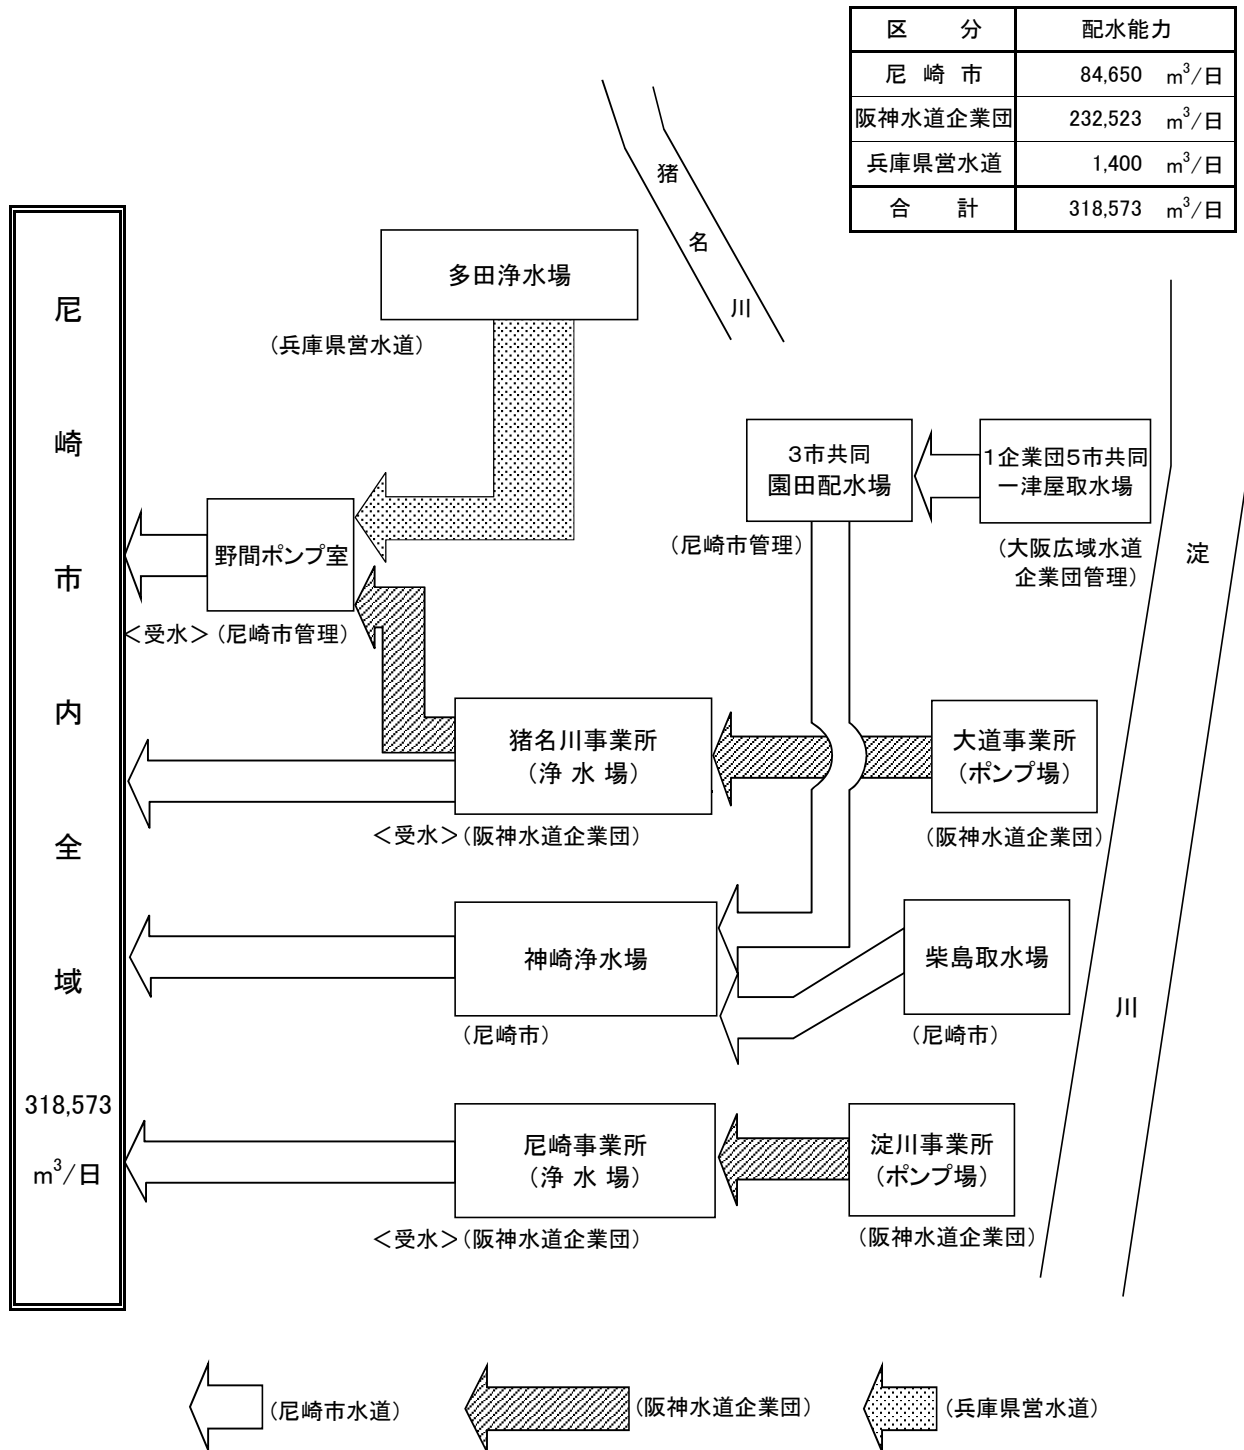 区 分 配水能力
尼 崎 市 84,650 m³/日
阪神水道企業団 232,523 m³/日
兵庫県営水道 1,400 m³/日
合 計 318,573 m³/日
猪名川
多田浄水場
(兵庫県営水道)
尼崎市内全域
318,573
m³/日
3市共同
園田配水場
(尼崎市管理)
1企業団5市共同
一津屋取水場
(大阪広域水道
企業団管理)
淀川
野間ポンプ室
<受水>(尼崎市管理)
猪名川事業所
(浄 水 場)
<受水>(阪神水道企業団)
大道事業所
(ポンプ場)
(阪神水道企業団)
神崎浄水場
(尼崎市)
柴島取水場
(尼崎市)
尼崎事業所
(浄 水 場)
<受水>(阪神水道企業団)
淀川事業所
(ポンプ場)
(阪神水道企業団)
(尼崎市水道)
(阪神水道企業団)
(兵庫県営水道)